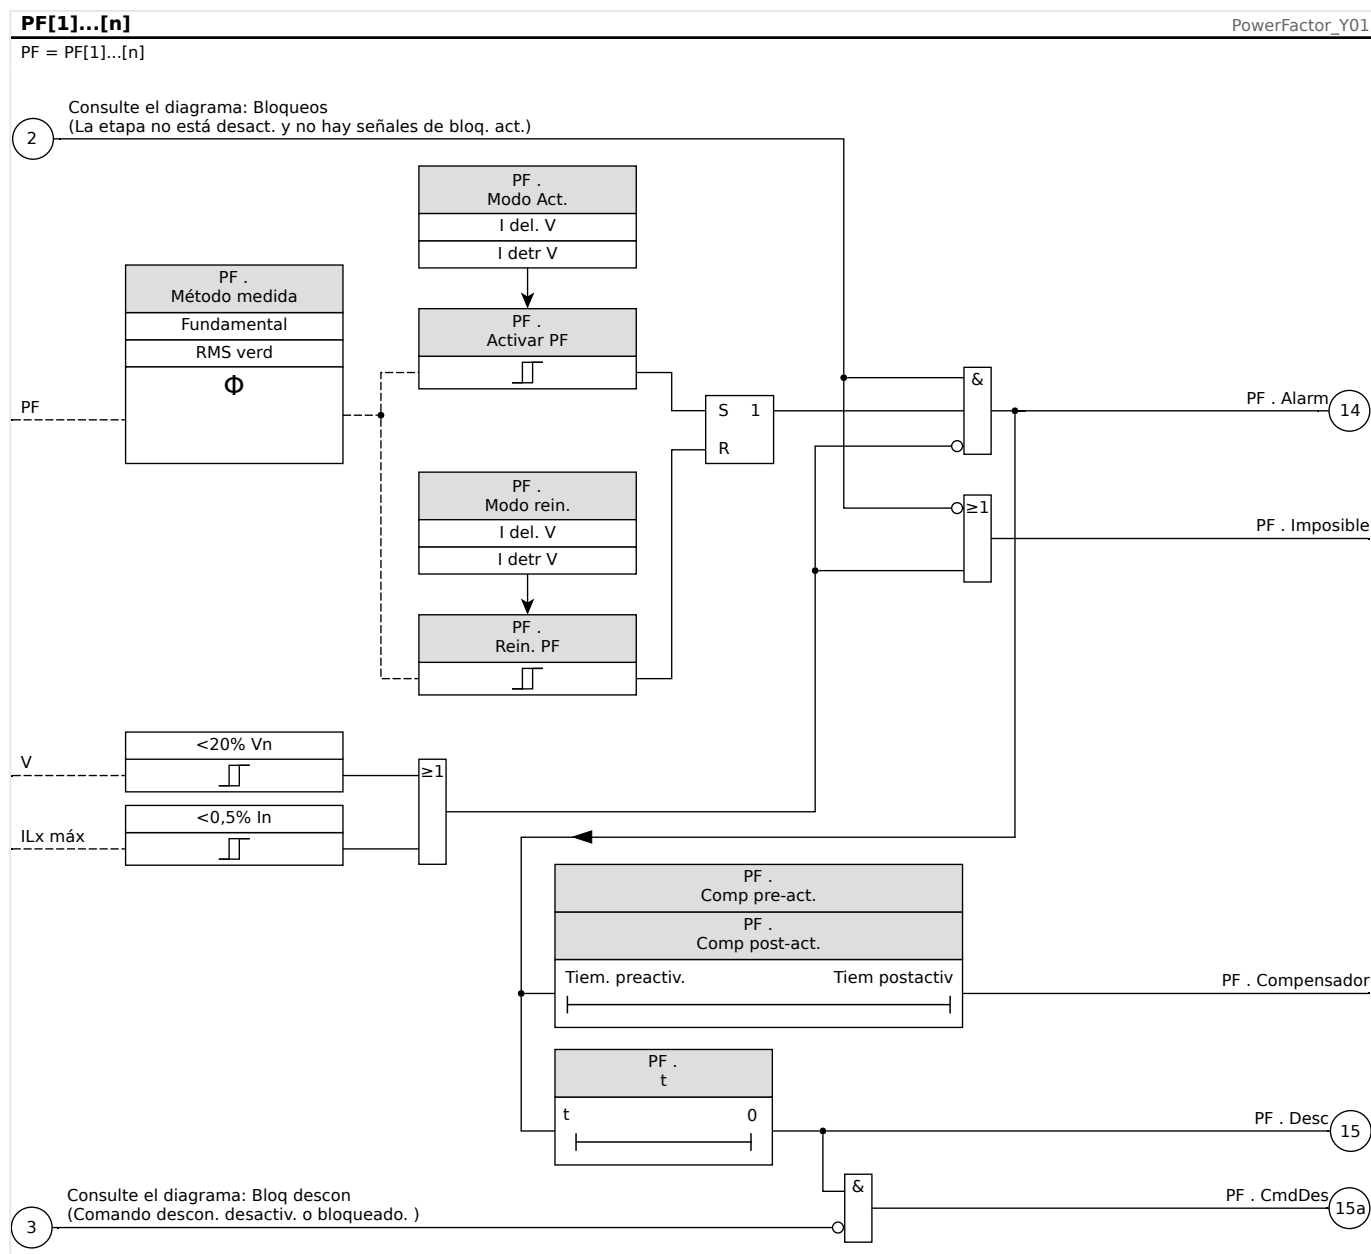 PF[1]...[n]
PowerFactor_Y01
PF = PF[1]...[n]
Consulte el diagrama: Bloqueos
(La etapa no está desact. y no hay señales de bloq. act.)
2
PF .
Modo Act.
I del. V
I detr V
PF .
Método medida
Fundamental
RMS verd
Φ
PF
PF .
Activar PF
S 1
R
&
PF . Alarm
14
PF .
Modo rein.
I del. V
I detr V
≥1
PF . Imposible
PF .
Rein. PF
<20% Vn
V
≥1
<0,5% In
ILx máx
PF .
Comp pre-act.
PF .
Comp post-act.
Tiem. preactiv. Tiem postactiv
PF . Compensador
PF .
t
t 0
PF . Desc
15
Consulte el diagrama: Bloq descon
(Comando descon. desactiv. o bloqueado. )
3
&
PF . CmdDes
15a